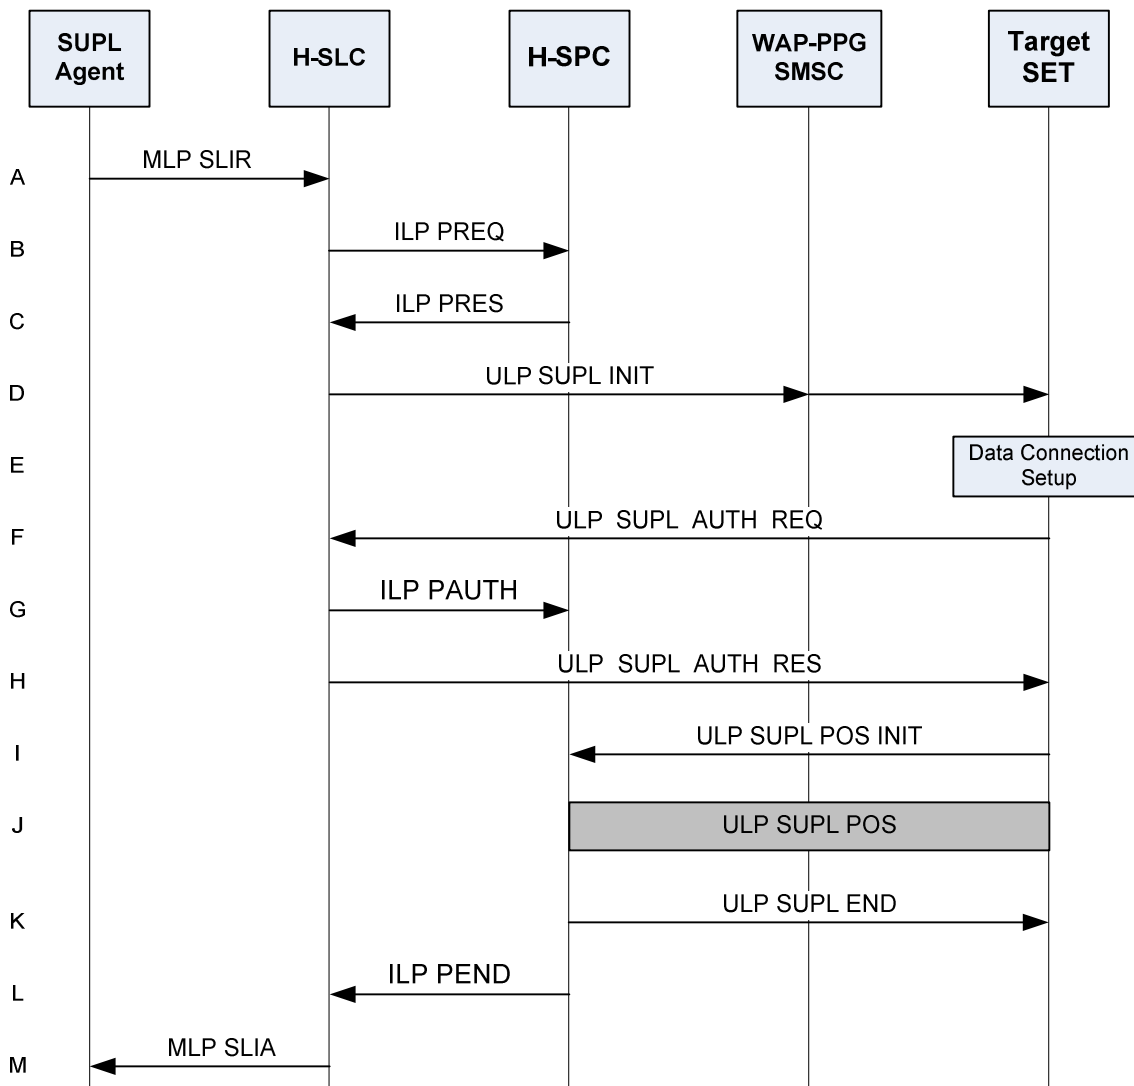 SUPL
Agent
H-SLC
H-SPC
WAP-PPG
SMSC
Target
SET
A
MLP SLIR
B
ILP PREQ
C
ILP PRES
D
ULP SUPL INIT
E
Data Connection
Setup
F
ULP SUPL AUTH REQ
G
ILP PAUTH
H
ULP SUPL AUTH RES
I
ULP SUPL POS INIT
J
ULP SUPL POS
K
ULP SUPL END
L
ILP PEND
M
MLP SLIA